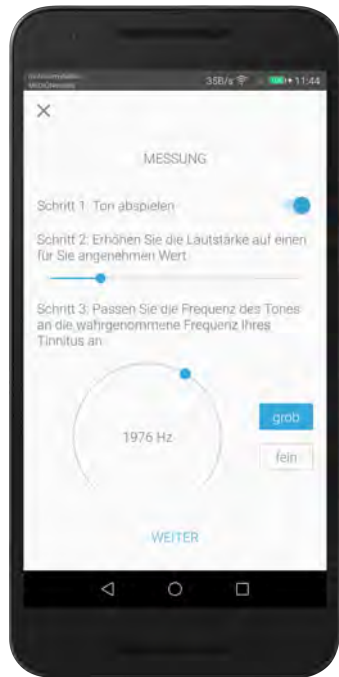 35B/s 11:44
MESSUNG
Schritt 1: Ton abspielen
Schritt 2: Erhöhen Sie die Lautstärke auf einen
für Sie angenehmen Wert
Schritt 3: Passen Sie die Frequenz des Tones
an die wahrgenommene Frequenz Ihres
Tinnitus an
1976 Hz
grob
fein
WEITER